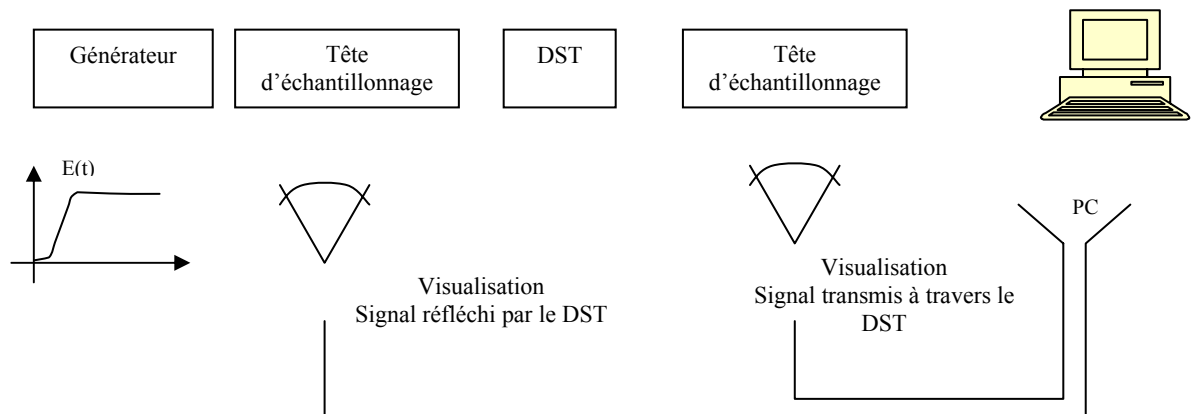 Générateur
Tête
d’échantillonnage
DST
Tête
d’échantillonnage
E(t)
PC
Visualisation
Signal réfléchi par le DST
Visualisation
Signal transmis à travers le
DST